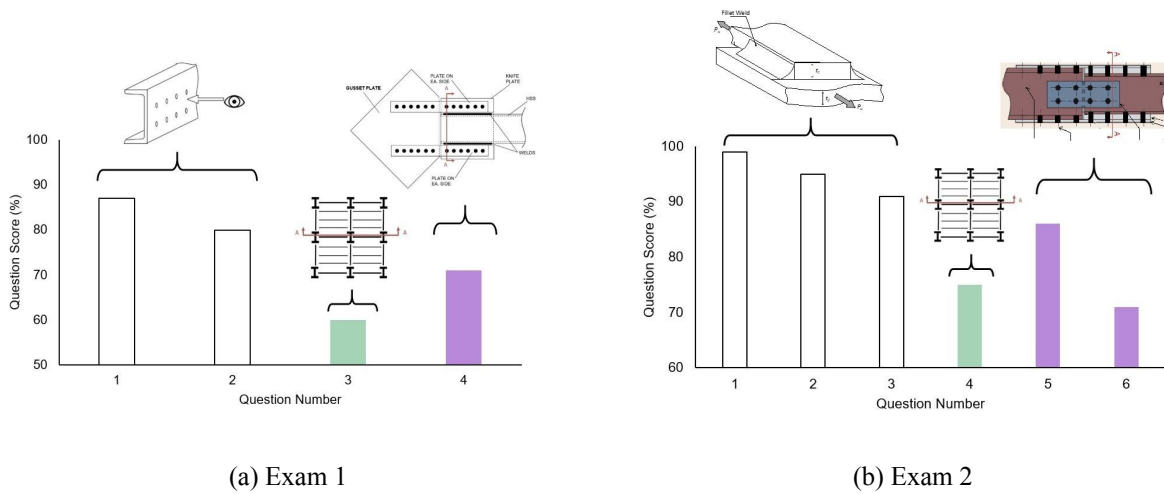 PLATE ON
EA. SIDE
KNIFE
PLATE
GUSSET PLATE
A
HSS
WELDS
A
PLATE ON
EA. SIDE
A
A
100
90
80
70
60
50
Question Score (%)
1
2
3
4
Question Number
(a) Exam 1
Fillet Weld
A
A
A
A
100
90
80
70
60
Question Score (%)
1
2
3
4
5
6
Question Number
(b) Exam 2